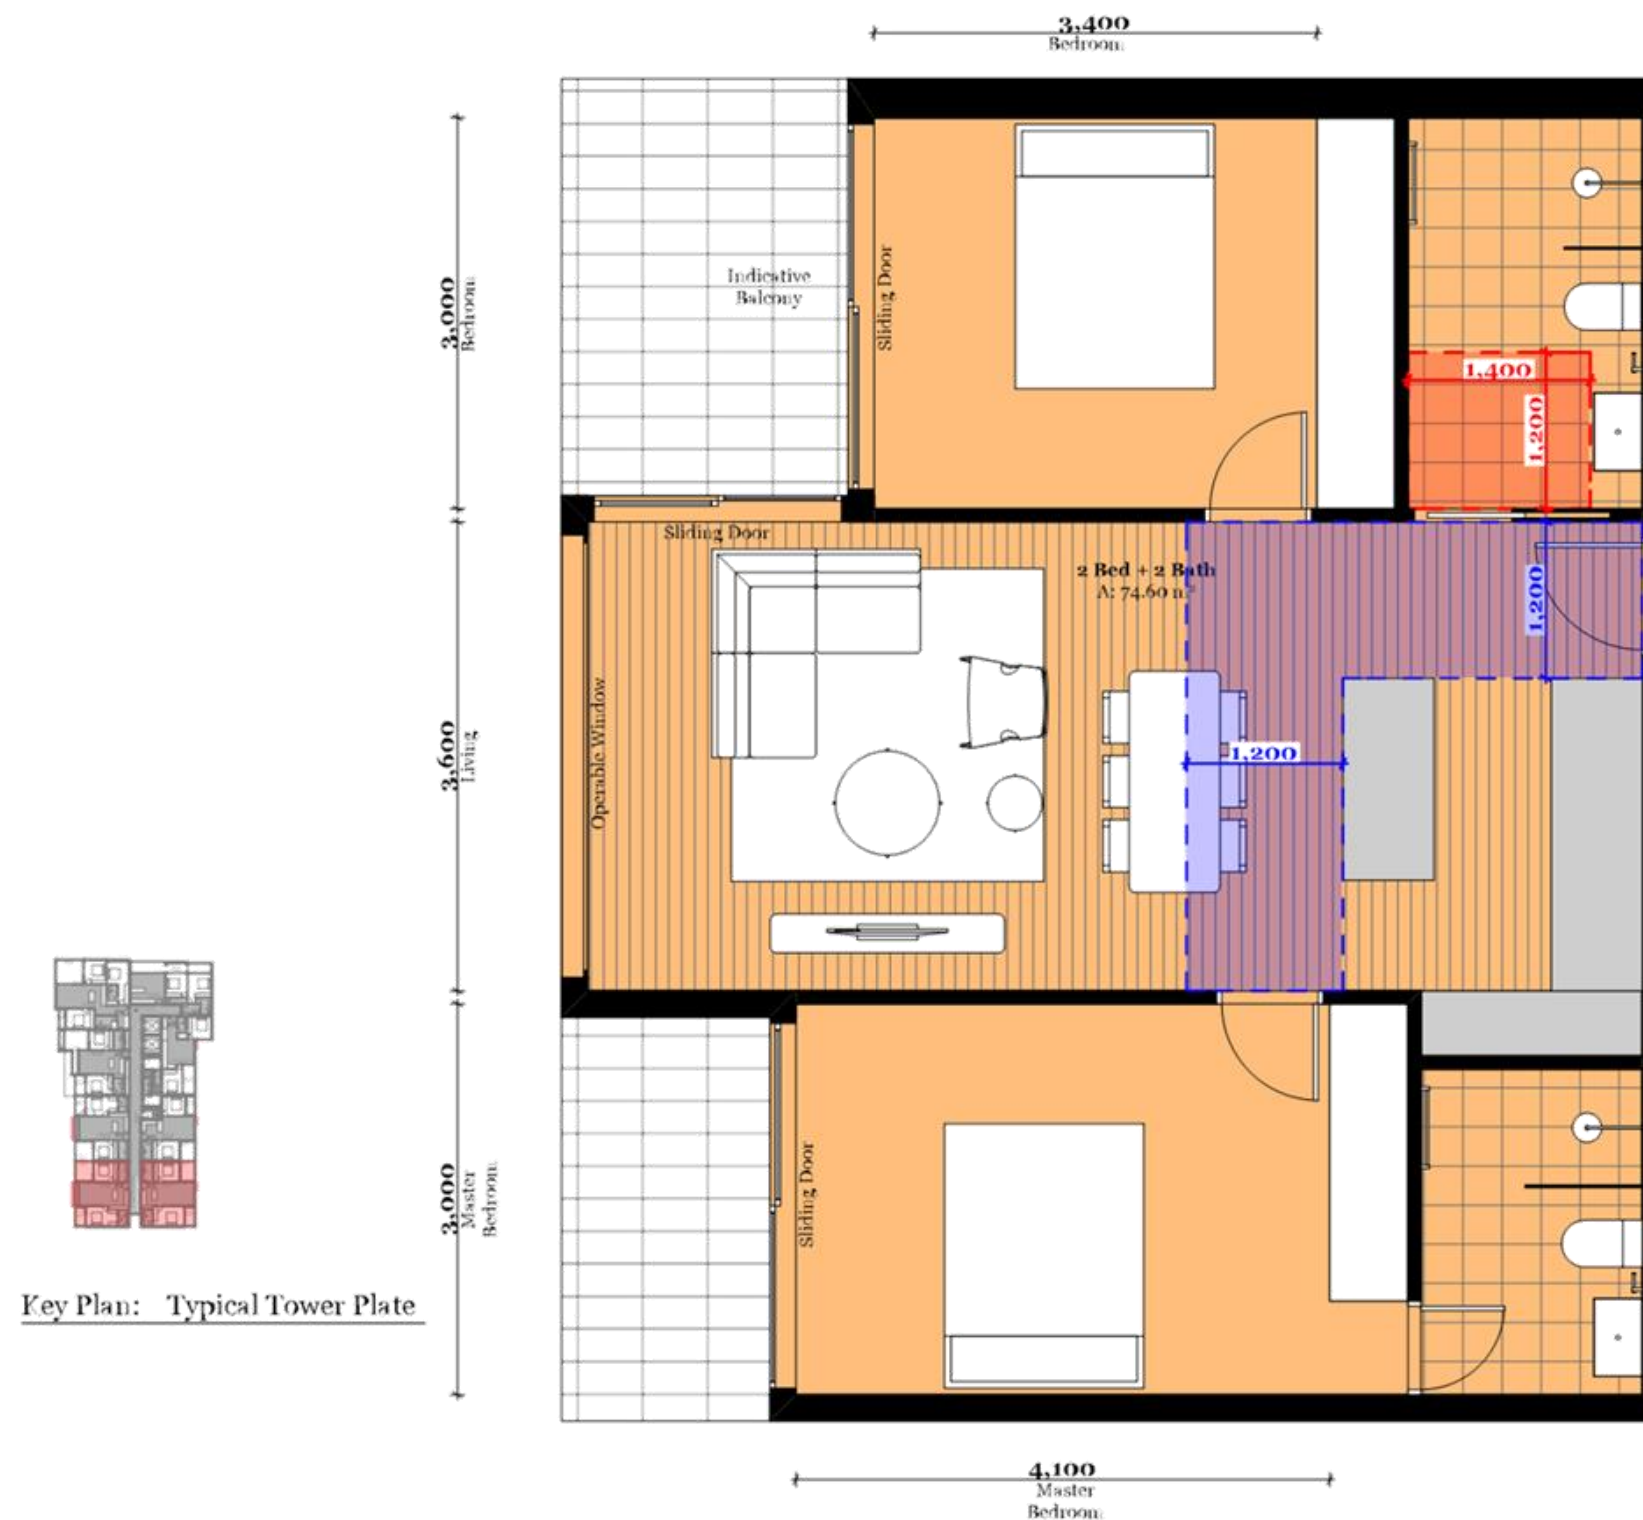 3,400
Bedroom
3,000
Bedroom
Indicative
Balcony
Sliding Door
1,400
1,200
Sliding Door
2 Bed + 2 Bath
A: 74.60 m²
1,200
3,600
Living
Operable Window
1,200
3,000
Master
Bedroom
Sliding Door
Key Plan: Typical Tower Plate
4,100
Master
Bedroom